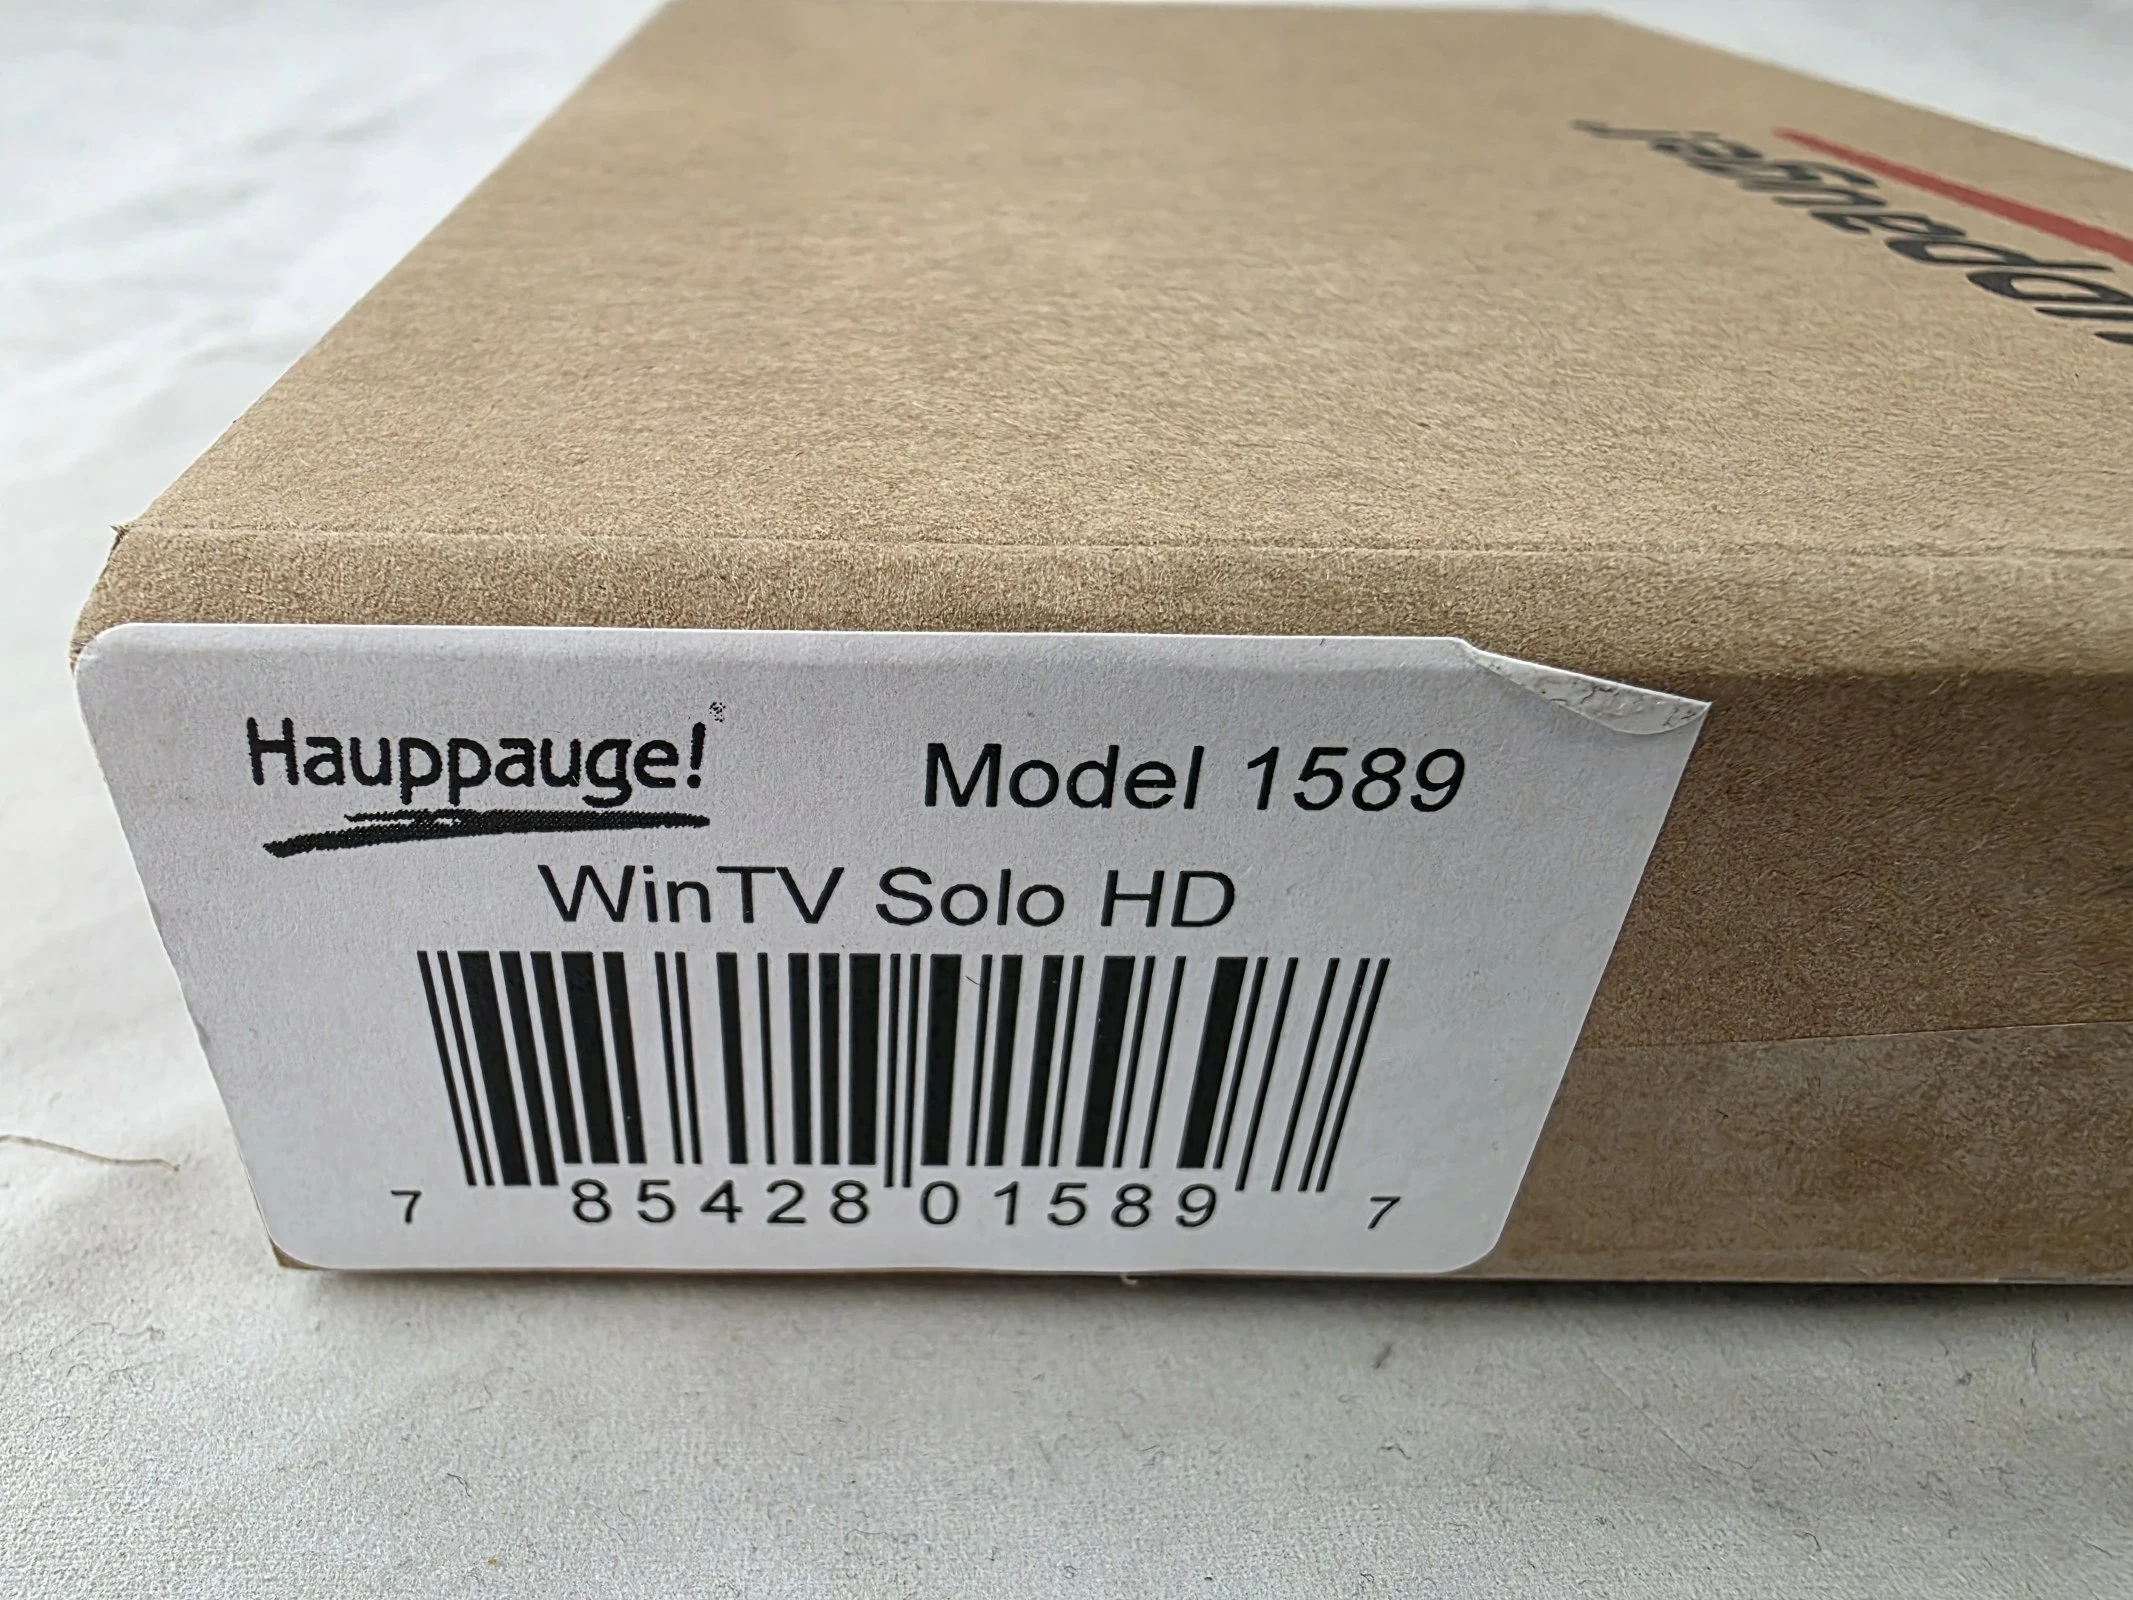 Hauppauge!
Model 1589
WinTV Solo HD
7 85428 01589 7